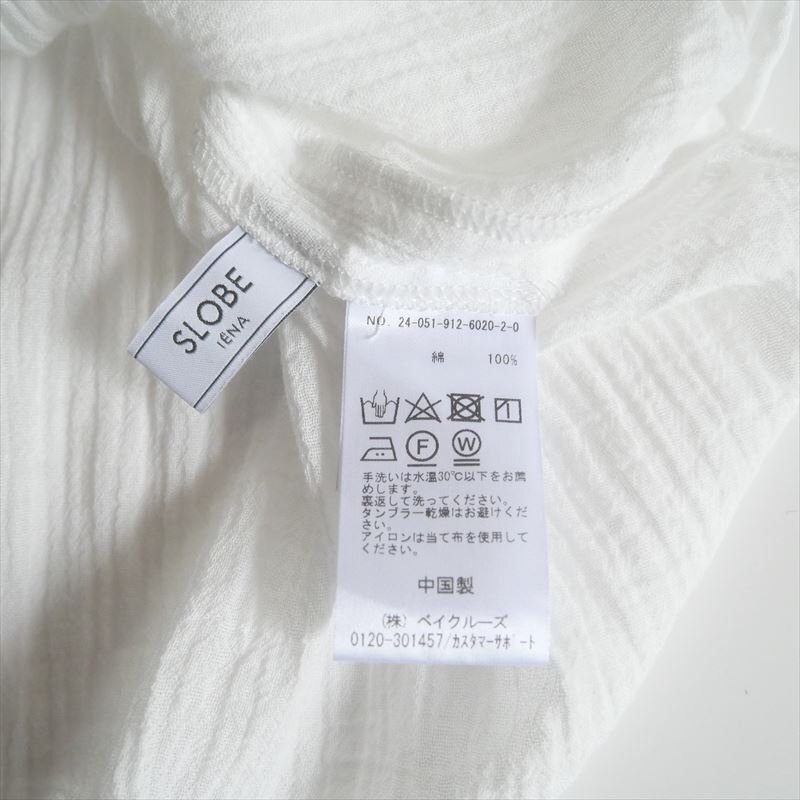 SLOBE
IÉNA
NO. 24-051-912-6020-2-0
綿 100%
F W
手洗いは水温30℃以下をお薦
めします。
裏返して洗ってください。
タンブラー乾燥はお避けくだ
さい。
アイロンは当て布を使用して
ください。
中国製
(株) ベイクルーズ
0120-301457/カスタマーサポート